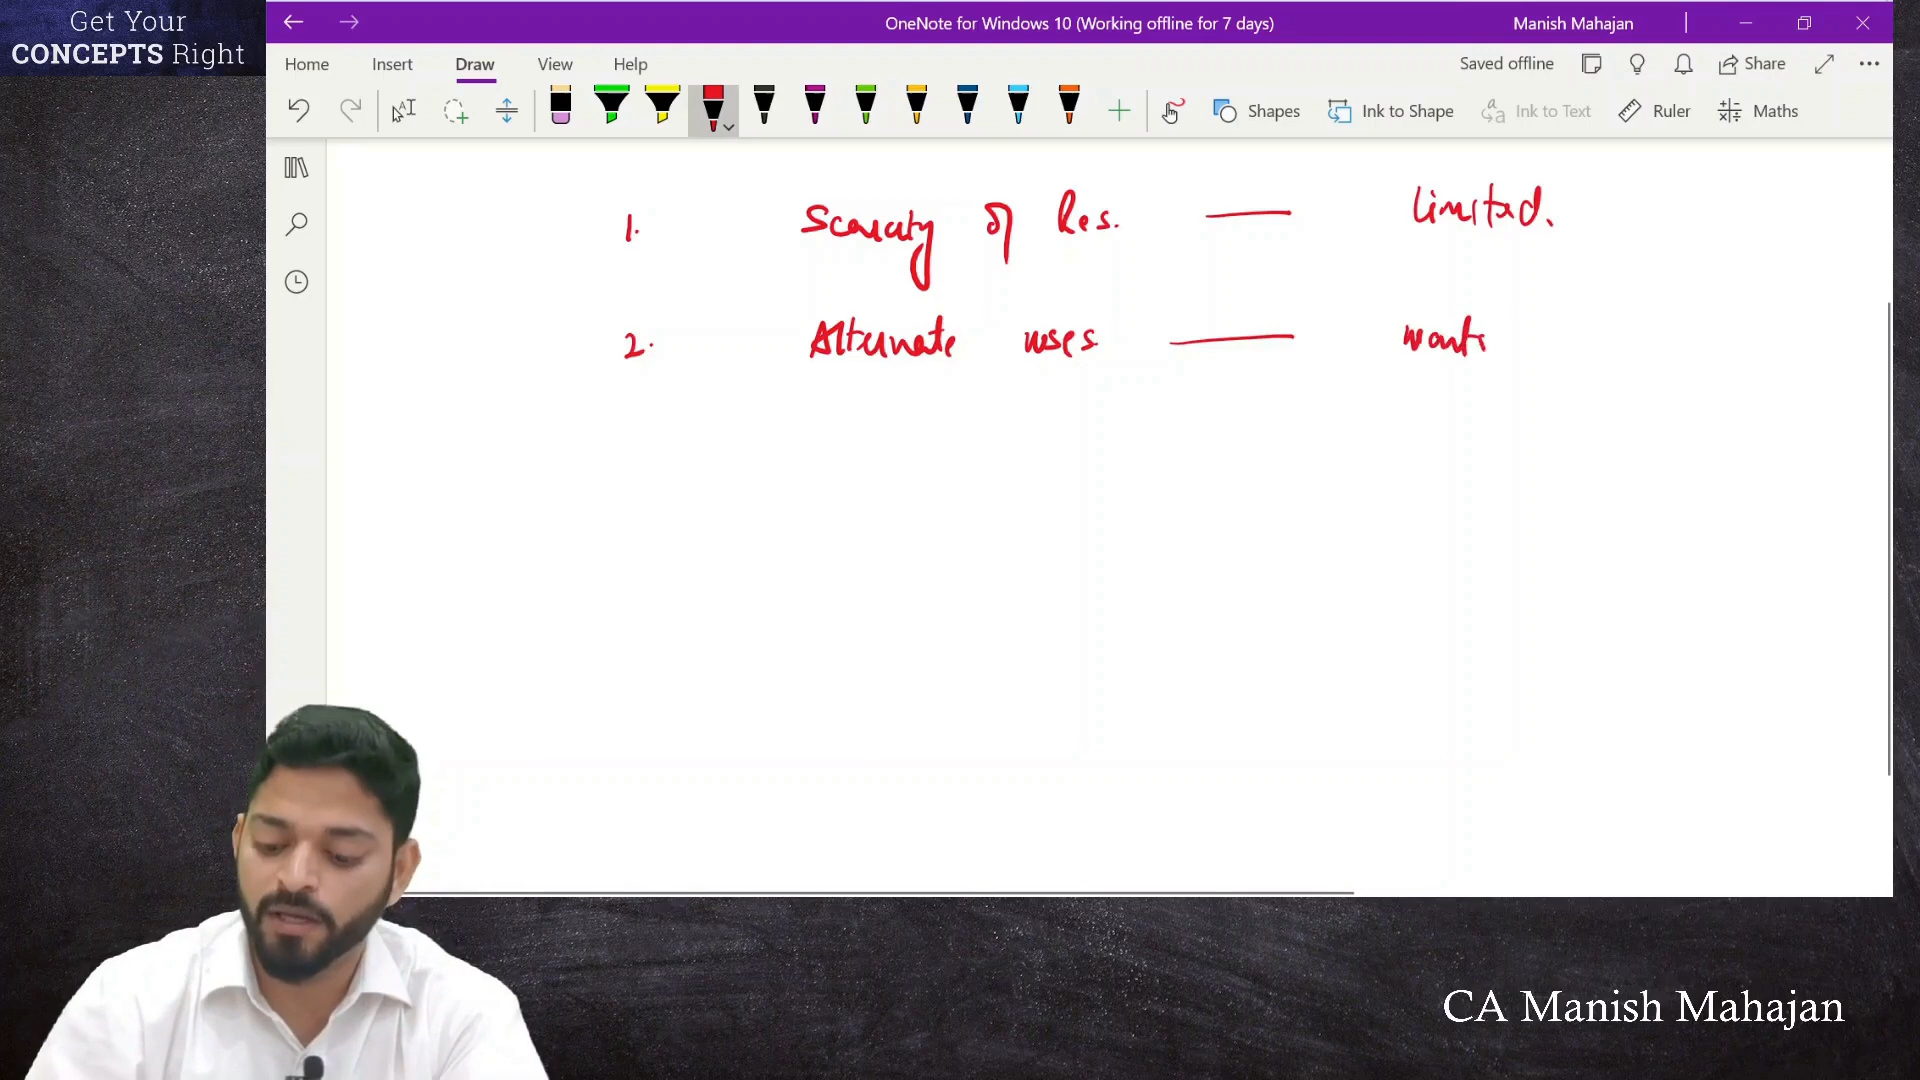 Get Your
CONCEPTS Right
OneNote for Windows 10 (Working offline for 7 days)
Manish Mahajan
Home Insert Draw View Help
Saved offline
Share
Shapes
Ink to Shape
Ink to Text
Ruler
Maths
1. Scarcity of Res. — limited.
2. Alternate uses — wants
CA Manish Mahajan